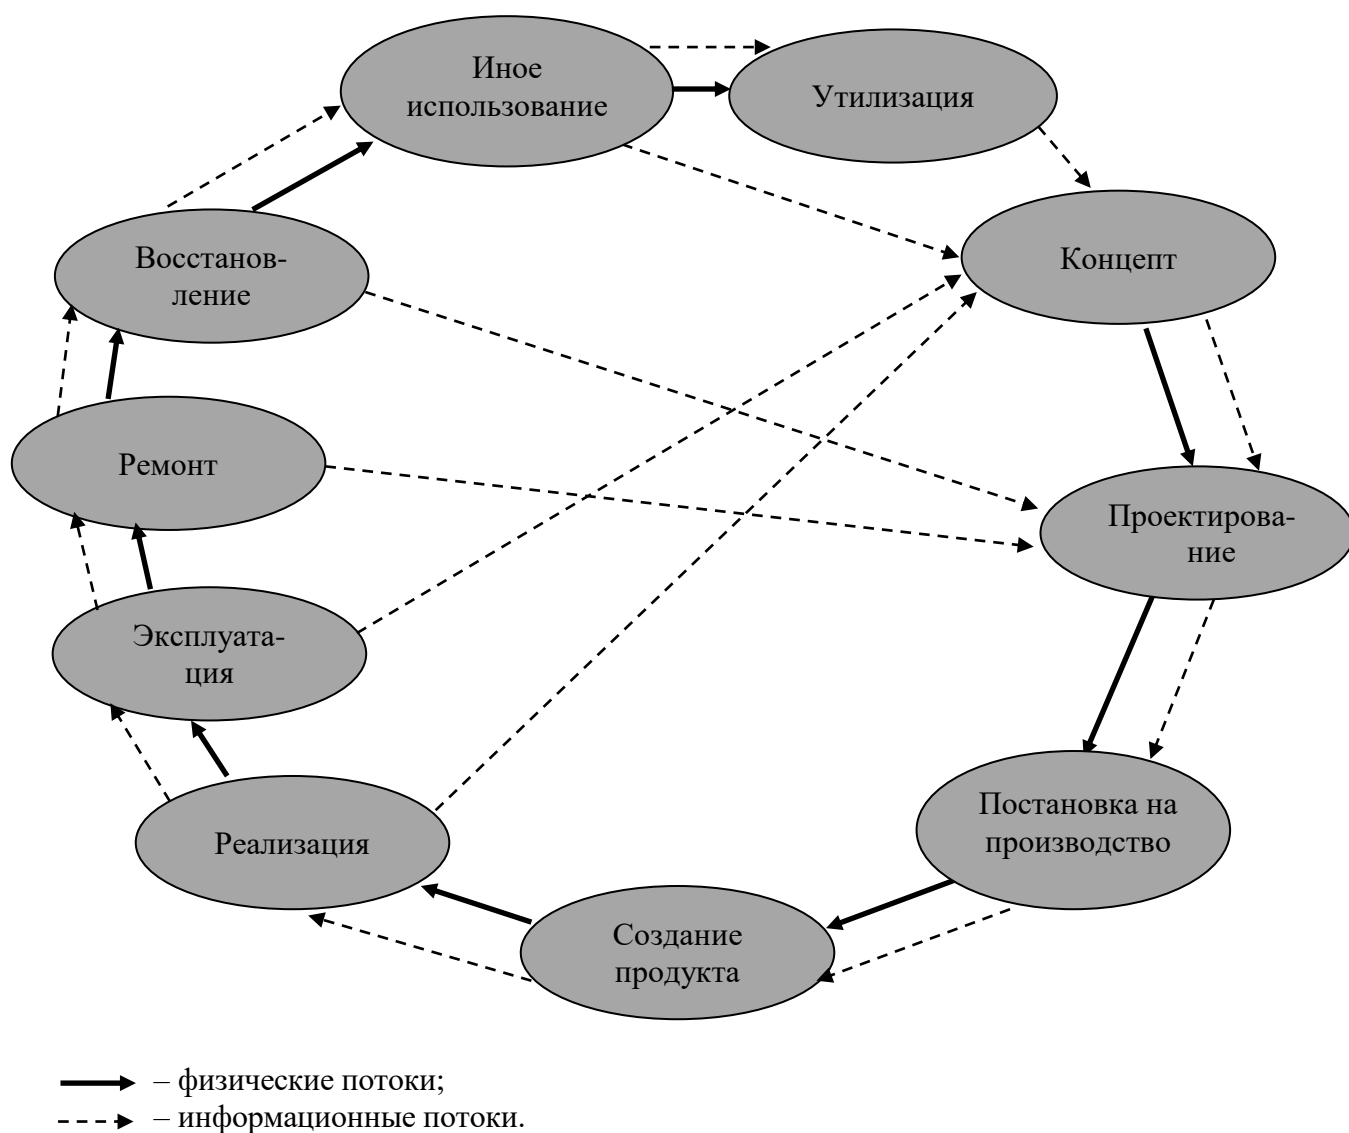 Иное
использование
Утилизация
Восстанов-
ление
Концепт
Ремонт
Проектирова-
ние
Эксплуата-
ция
Постановка на
производство
Реализация
Создание
продукта
– физические потоки;
– информационные потоки.